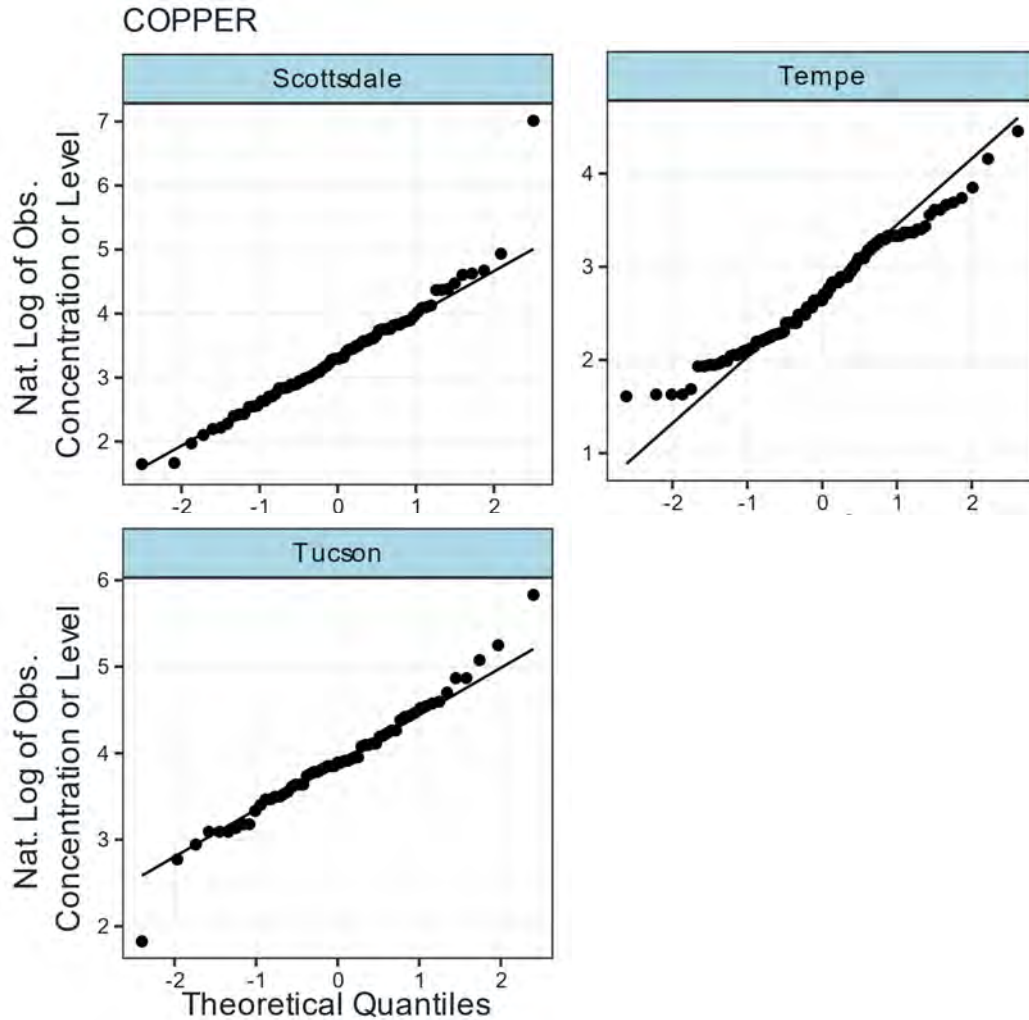 COPPER
Scottsdale
Tempe
Nat. Log of Obs.
Concentration or Level
7
6
5
4
3
2
-2 -1 0 1 2
4
3
2
1
-2 -1 0 1 2
Tucson
Nat. Log of Obs.
Concentration or Level
6
5
4
3
2
-2 -1 0 1 2
Theoretical Quantiles